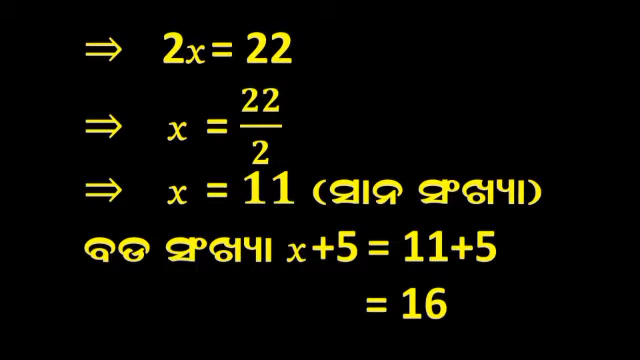 ⇒ 2x = 22
⇒ x = 22/2
⇒ x = 11 (ସାନ ସଂଖ୍ୟା)
ବଡ ସଂଖ୍ୟା x+5 = 11+5
= 16